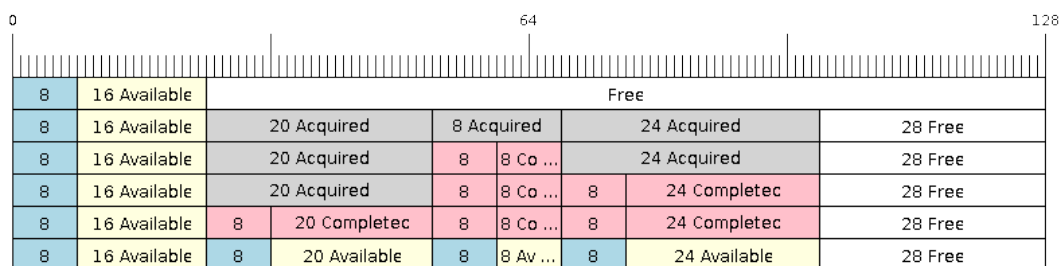 0 64 128
8 16 Available Free
8 16 Available 20 Acquired 8 Acquired 24 Acquired 28 Free
8 16 Available 20 Acquired 8 8 Co ... 24 Acquired 28 Free
8 16 Available 20 Acquired 8 8 Co ... 8 24 Completec 28 Free
8 16 Available 8 20 Completec 8 8 Co ... 8 24 Completec 28 Free
8 16 Available 8 20 Available 8 8 Av ... 8 24 Available 28 Free